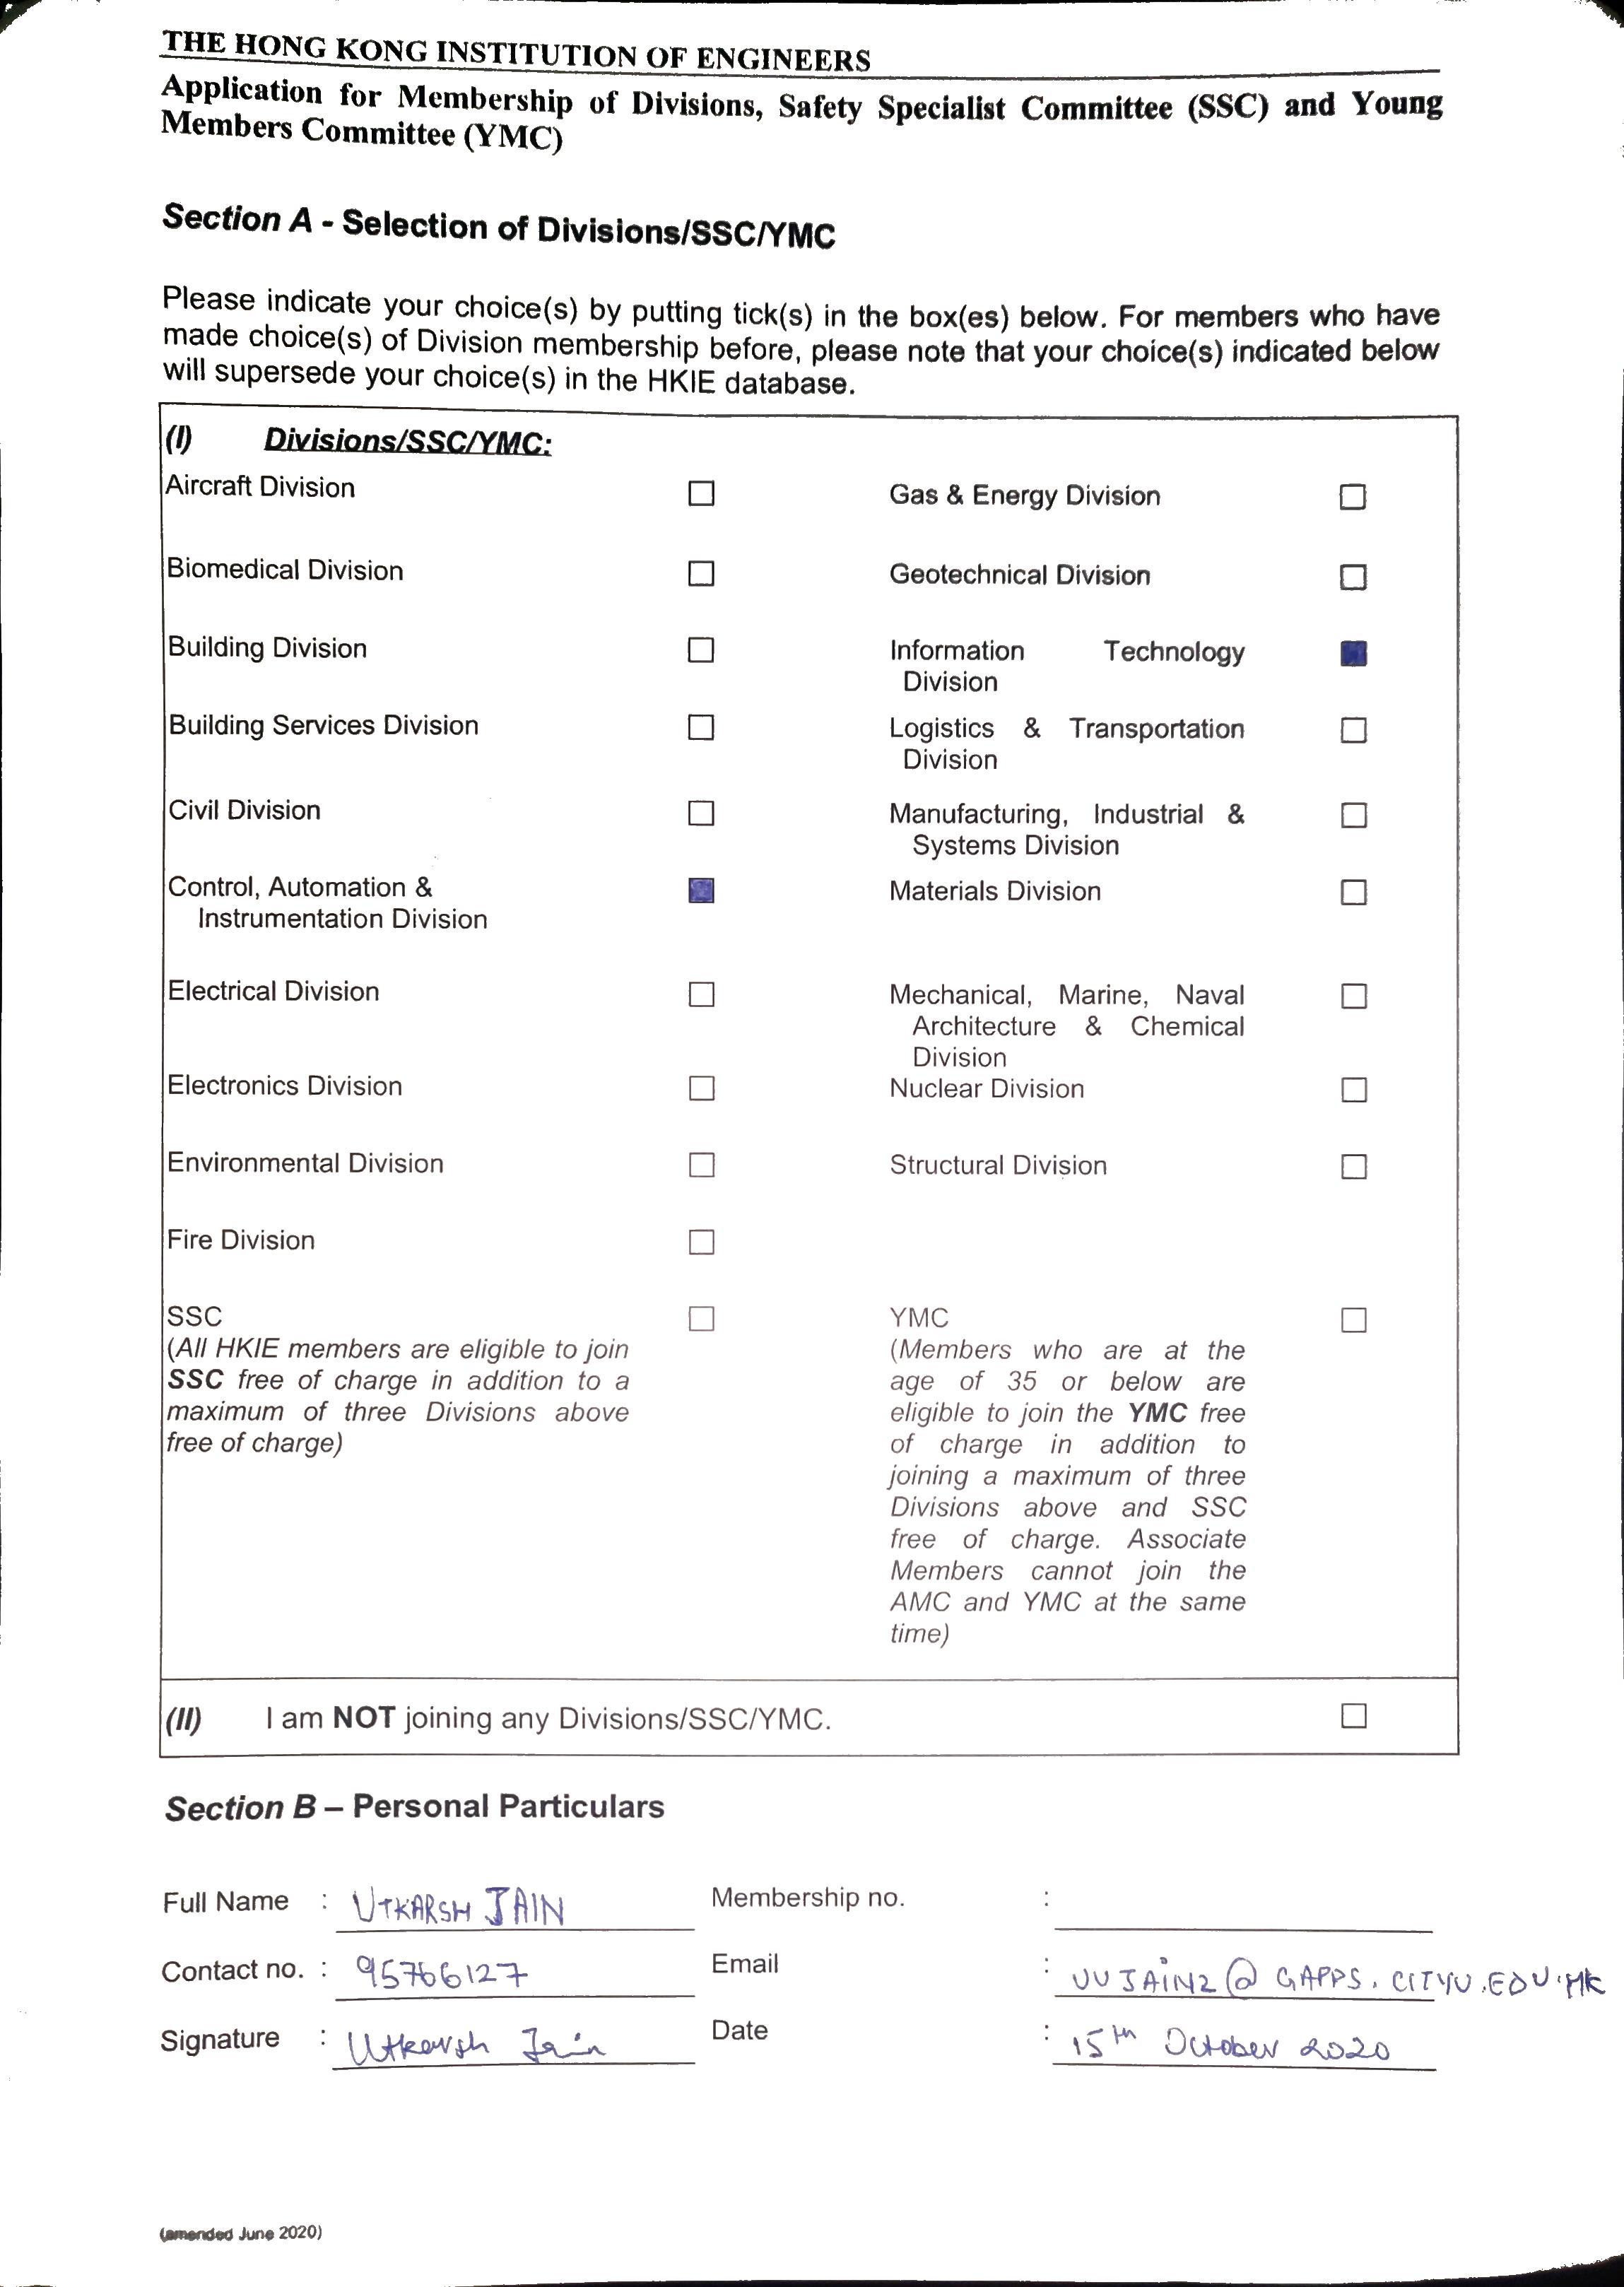 THE HONG KONG INSTITUTION OF ENGINEERS
Application for Membership of Divisions, Safety Specialist Committee (SSC) and Young
Members Committee (YMC)
Section A - Selection of Divisions/SSC/YMC
Please indicate your choice(s) by putting tick(s) in the box(es) below. For members who have
made choice(s) of Division membership before, please note that your choice(s) indicated below
will supersede your choice(s) in the HKIE database.
(I) Divisions/SSC/YMC:
Aircraft Division
Gas & Energy Division
Biomedical Division
Geotechnical Division
Building Division
Information Technology
Division
Building Services Division
Logistics & Transportation
Division
Civil Division
Manufacturing, Industrial &
Systems Division
Control, Automation &
Instrumentation Division
Materials Division
Electrical Division
Mechanical, Marine, Naval
Architecture & Chemical
Division
Electronics Division
Nuclear Division
Environmental Division
Structural Division
Fire Division
SSC
(All HKIE members are eligible to join
SSC free of charge in addition to a
maximum of three Divisions above
free of charge)
YMC
(Members who are at the
age of 35 or below are
eligible to join the YMC free
of charge in addition to
joining a maximum of three
Divisions above and SSC
free of charge. Associate
Members cannot join the
AMC and YMC at the same
time)
(II) I am NOT joining any Divisions/SSC/YMC.
Section B – Personal Particulars
Full Name : UTKARSH JAIN
Membership no. :
Contact no. : 95766127
Email : UUJAIN2@GAPPS.CITYU.EDU.HK
Signature : Utkarsh Jain
Date : 15th October 2020
(amended June 2020)